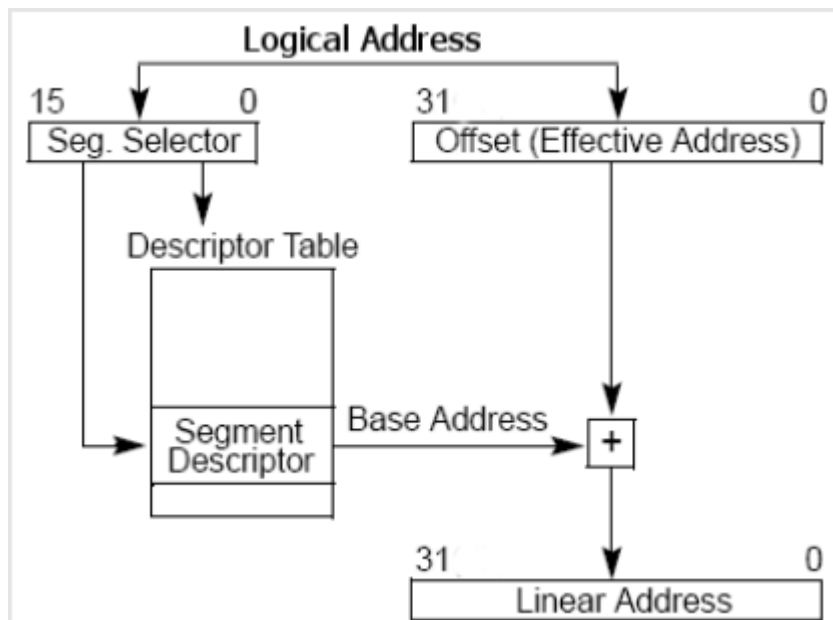 Logical Address
15 0 31 0
Seg. Selector Offset (Effective Address)
Descriptor Table
Base Address
Segment
Descriptor
+
31 0
Linear Address